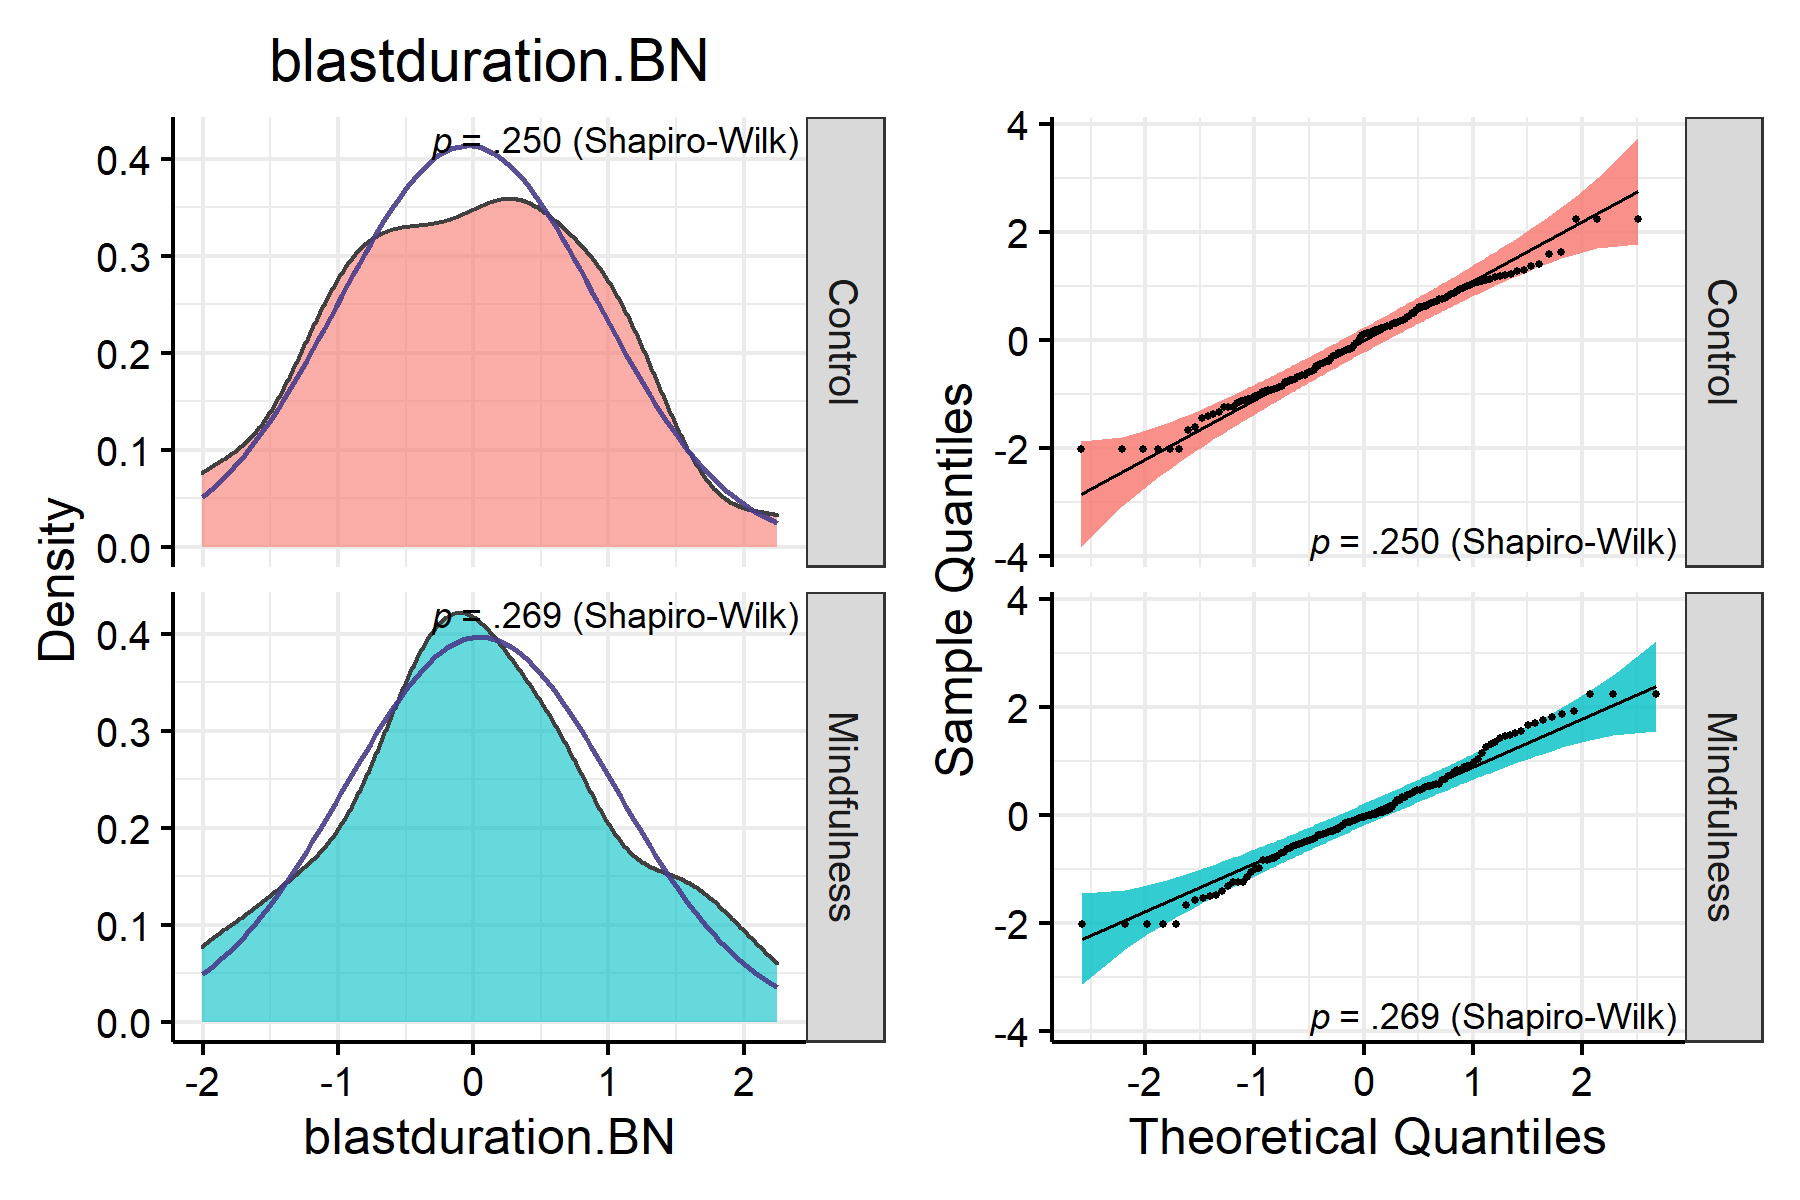 blastduration.BN
Density
0.4
0.3
0.2
0.1
0.0
p = .250 (Shapiro-Wilk)
Control
0.4
0.3
0.2
0.1
0.0
p = .269 (Shapiro-Wilk)
Mindfulness
-2 -1 0 1 2
blastduration.BN
Sample Quantiles
4
2
0
-2
-4
p = .250 (Shapiro-Wilk)
Control
4
2
0
-2
-4
p = .269 (Shapiro-Wilk)
Mindfulness
-2 -1 0 1 2
Theoretical Quantiles